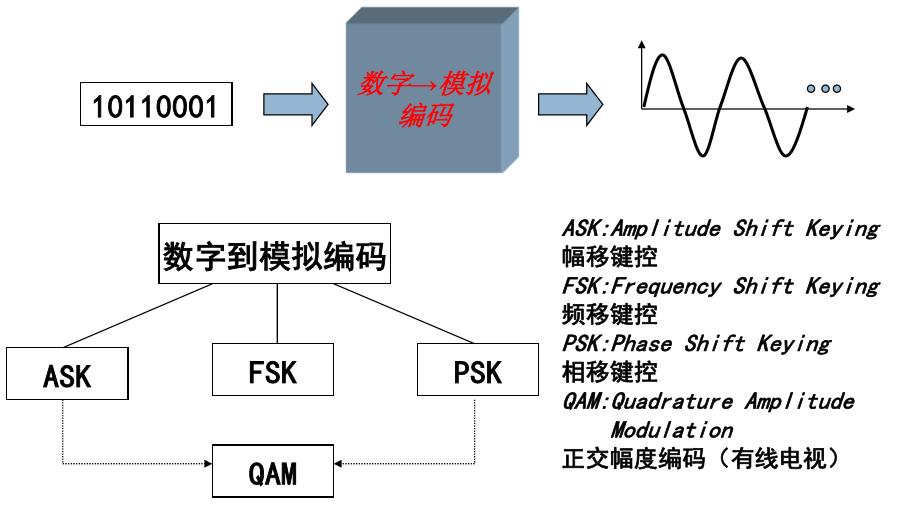 10110001
数字→模拟
编码
数字到模拟编码
ASK
FSK
PSK
QAM
ASK:Amplitude Shift Keying
幅移键控
FSK:Frequency Shift Keying
频移键控
PSK:Phase Shift Keying
相移键控
QAM:Quadrature Amplitude
Modulation
正交幅度编码（有线电视）